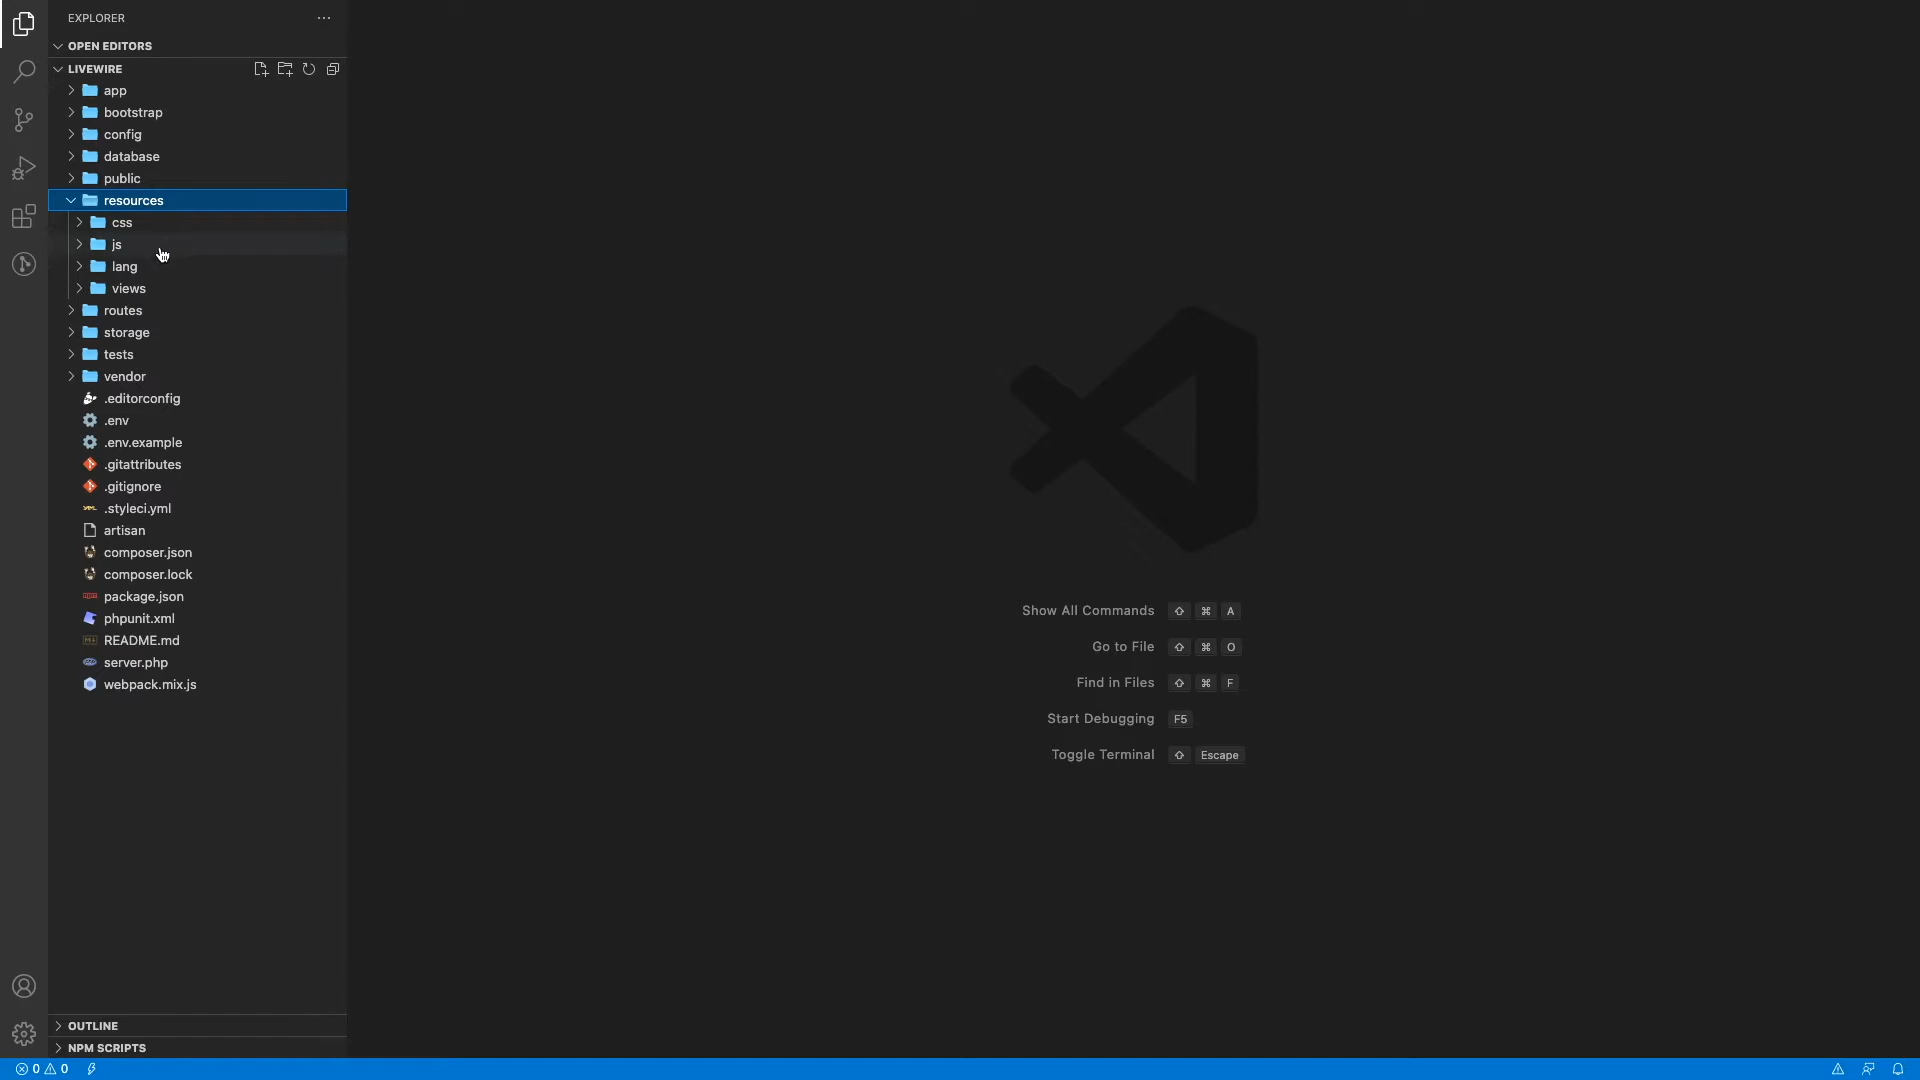 EXPLORER
OPEN EDITORS
LIVEWIRE
app
bootstrap
config
database
public
resources
css
js
lang
views
routes
storage
tests
vendor
.editorconfig
.env
.env.example
.gitattributes
.gitignore
.styleci.yml
artisan
composer.json
composer.lock
package.json
phpunit.xml
README.md
server.php
webpack.mix.js
OUTLINE
NPM SCRIPTS
0 0
Show All Commands ⇧ ⌘ A
Go to File ⇧ ⌘ O
Find in Files ⇧ ⌘ F
Start Debugging F5
Toggle Terminal ⇧ Escape